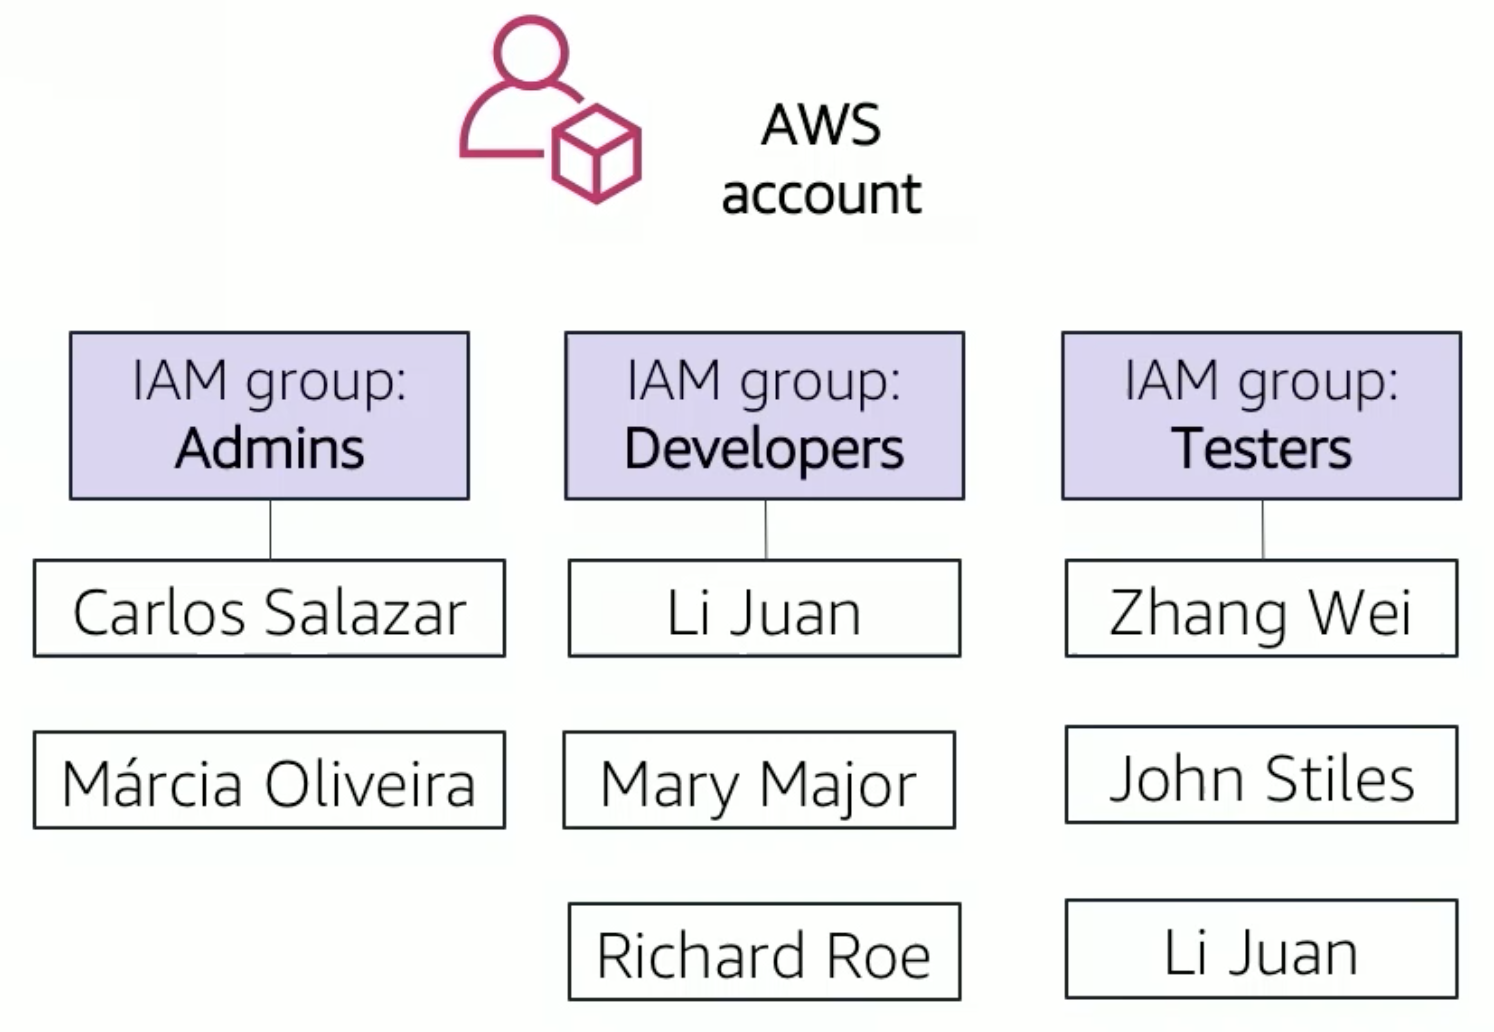 AWS
account
IAM group:
Admins
Carlos Salazar
Márcia Oliveira
IAM group:
Developers
Li Juan
Mary Major
Richard Roe
IAM group:
Testers
Zhang Wei
John Stiles
Li Juan